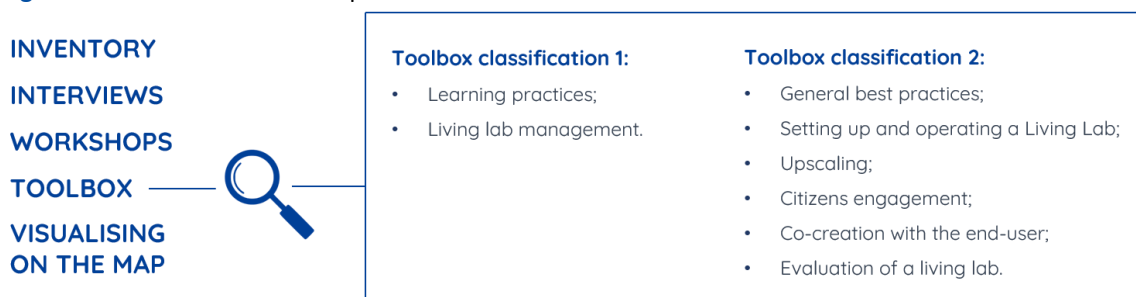 INVENTORY
INTERVIEWS
WORKSHOPS
TOOLBOX
VISUALISING
ON THE MAP
Toolbox classification 1:
• Learning practices;
• Living lab management.
Toolbox classification 2:
• General best practices;
• Setting up and operating a Living Lab;
• Upscaling;
• Citizens engagement;
• Co-creation with the end-user;
• Evaluation of a living lab.